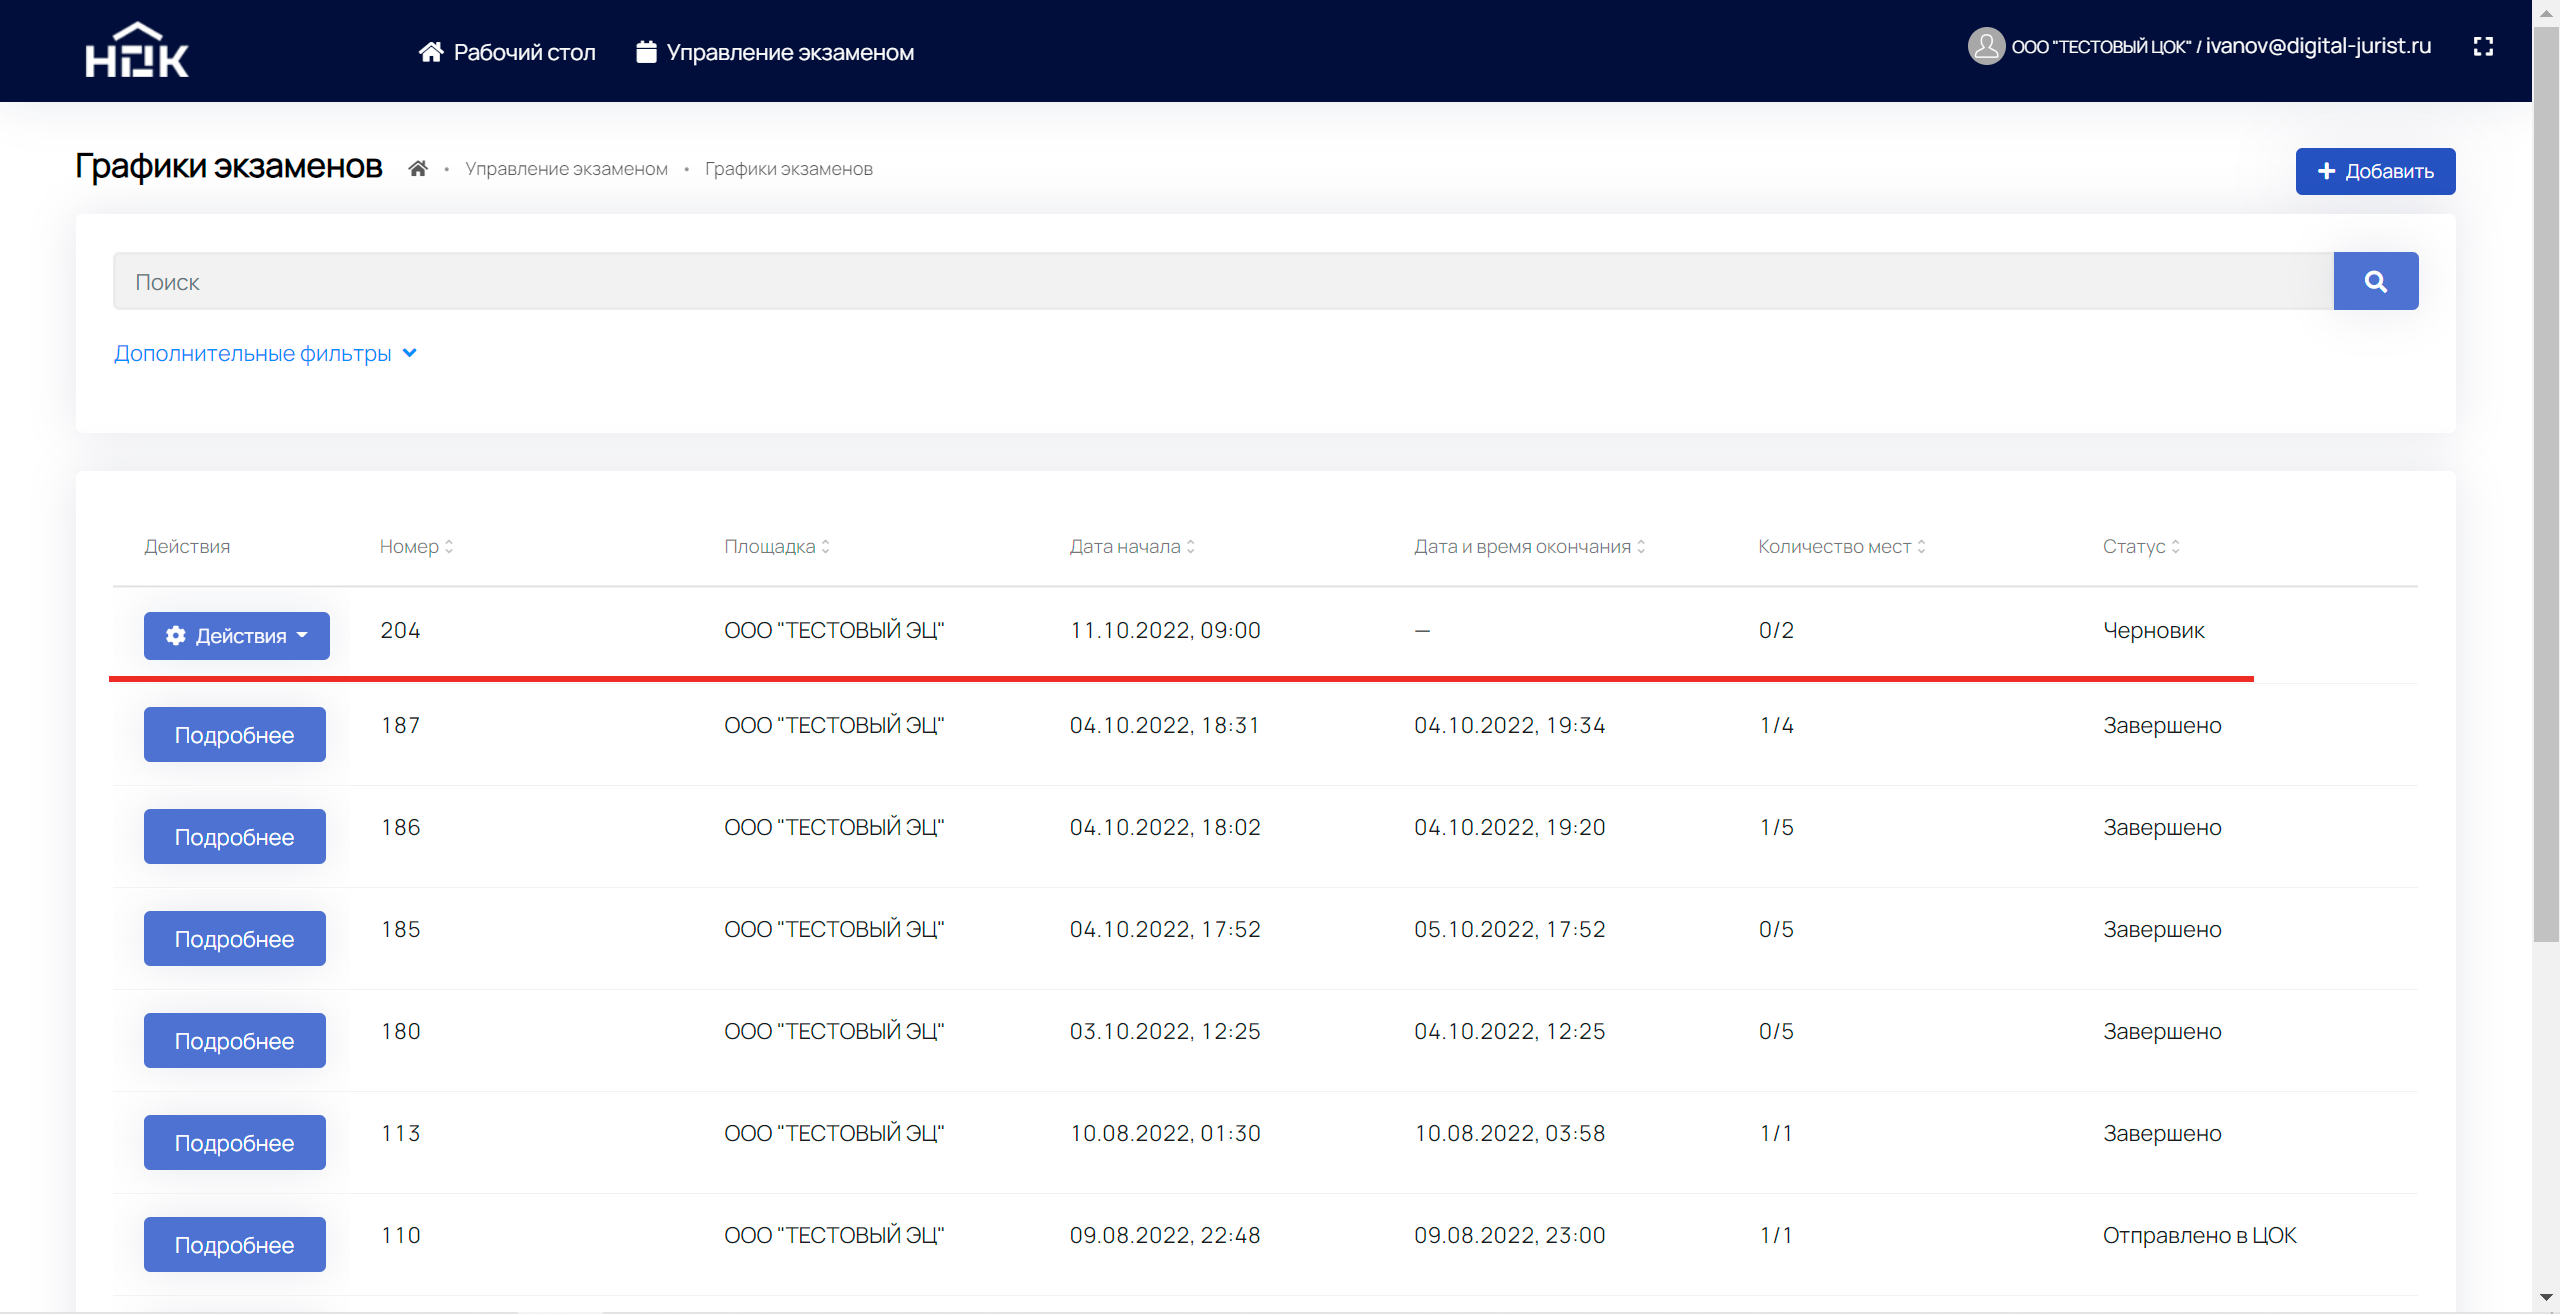 НОК
Рабочий стол
Управление экзаменом
ООО "ТЕСТОВЫЙ ЦОК" / ivanov@digital-jurist.ru
Графики экзаменов
Управление экзаменом • Графики экзаменов
Добавить
Поиск
Дополнительные фильтры
Действия Номер Площадка Дата начала Дата и время окончания Количество мест Статус
Действия 204 ООО "ТЕСТОВЫЙ ЭЦ" 11.10.2022, 09:00 — 0/2 Черновик
Подробнее 187 ООО "ТЕСТОВЫЙ ЭЦ" 04.10.2022, 18:31 04.10.2022, 19:34 1/4 Завершено
Подробнее 186 ООО "ТЕСТОВЫЙ ЭЦ" 04.10.2022, 18:02 04.10.2022, 19:20 1/5 Завершено
Подробнее 185 ООО "ТЕСТОВЫЙ ЭЦ" 04.10.2022, 17:52 05.10.2022, 17:52 0/5 Завершено
Подробнее 180 ООО "ТЕСТОВЫЙ ЭЦ" 03.10.2022, 12:25 04.10.2022, 12:25 0/5 Завершено
Подробнее 113 ООО "ТЕСТОВЫЙ ЭЦ" 10.08.2022, 01:30 10.08.2022, 03:58 1/1 Завершено
Подробнее 110 ООО "ТЕСТОВЫЙ ЭЦ" 09.08.2022, 22:48 09.08.2022, 23:00 1/1 Отправлено в ЦОК